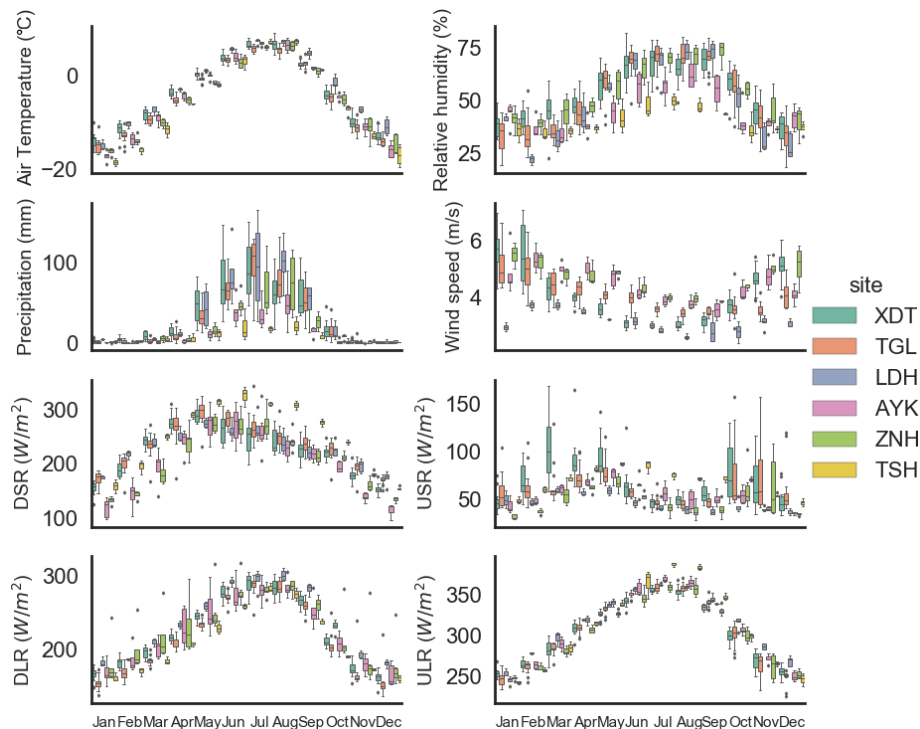 Air Temperature (℃)
0
−20
Relative humidity (%)
75
50
25
Precipitation (mm)
100
0
Wind speed (m/s)
6
4
DSR (W/m²)
300
200
100
USR (W/m²)
150
100
50
DLR (W/m²)
300
200
ULR (W/m²)
350
300
250
Jan Feb Mar Apr May Jun Jul Aug Sep Oct Nov Dec
Jan Feb Mar Apr May Jun Jul Aug Sep Oct Nov Dec
site
XDT
TGL
LDH
AYK
ZNH
TSH